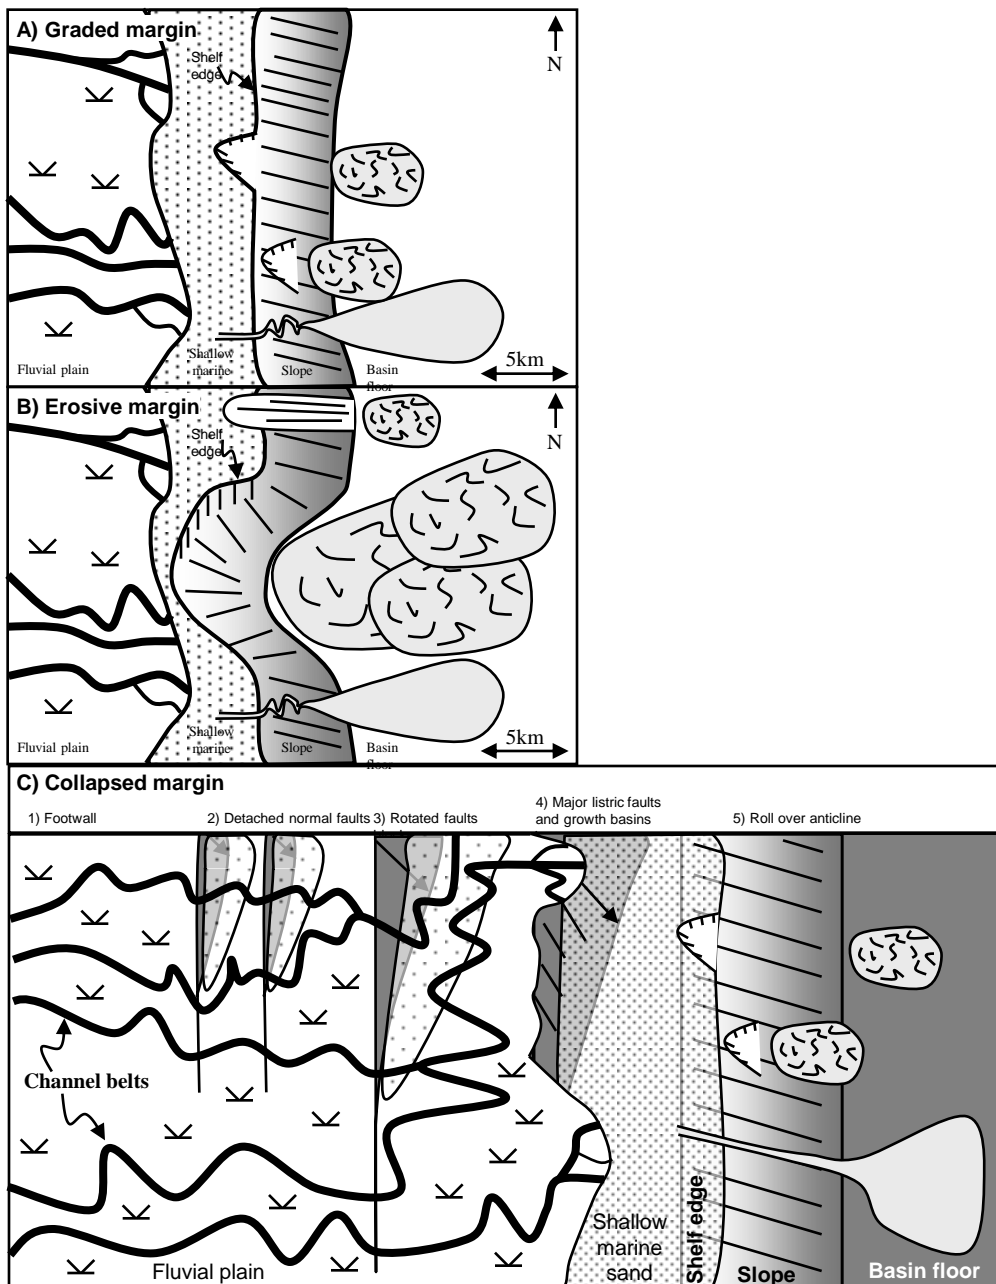 A) Graded margin
Shelf
edge
N
Fluvial plain
Shallow
marine
Slope
Basin
floor
5km
B) Erosive margin
Shelf
edge
N
Fluvial plain
Shallow
marine
Slope
Basin
floor
5km
C) Collapsed margin
1) Footwall
2) Detached normal faults
3) Rotated faults
4) Major listric faults
and growth basins
5) Roll over anticline
Channel belts
Fluvial plain
Shallow
marine
sand
Shelf edge
Slope
Basin floor